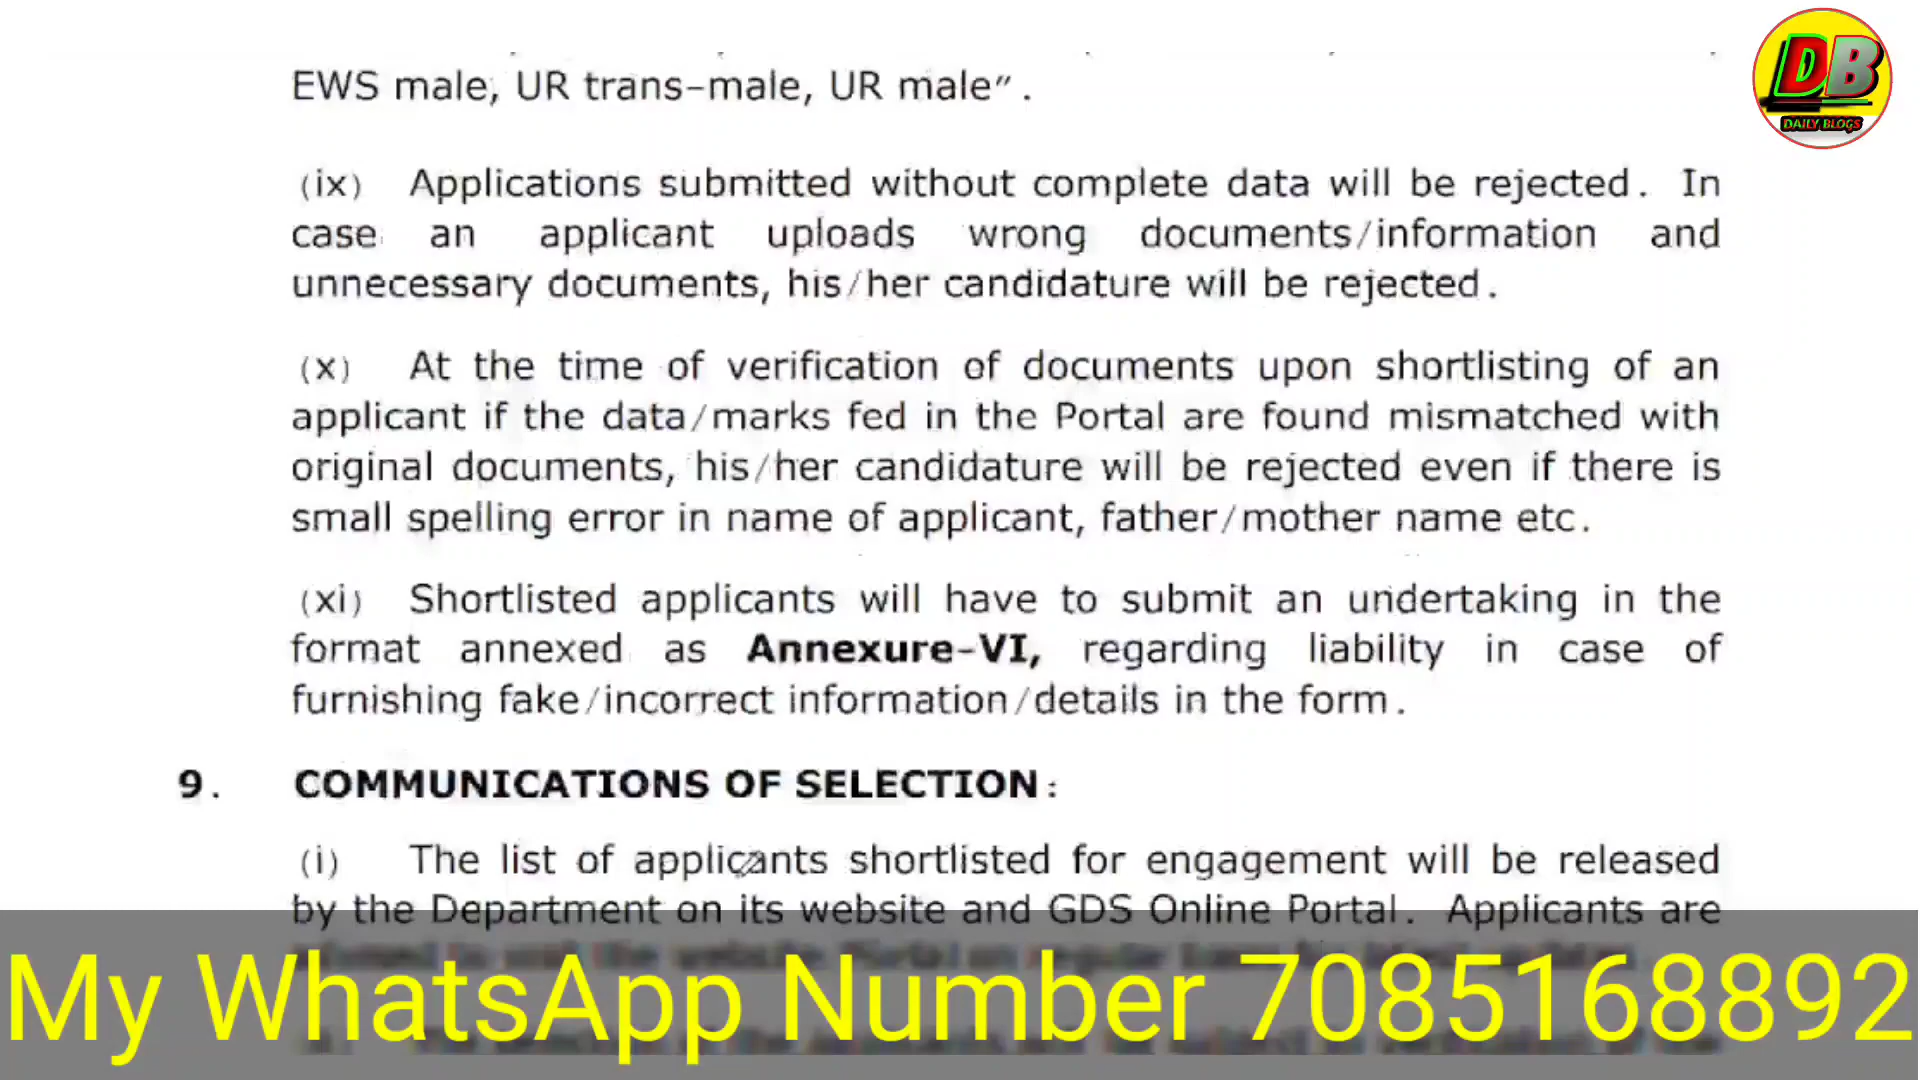 EWS male, UR trans-male, UR male".
DB
DAILY BLOGS
(ix) Applications submitted without complete data will be rejected. In
case an applicant uploads wrong documents/information and
unnecessary documents, his/her candidature will be rejected.
(x) At the time of verification of documents upon shortlisting of an
applicant if the data/marks fed in the Portal are found mismatched with
original documents, his/her candidature will be rejected even if there is
small spelling error in name of applicant, father/mother name etc.
(xi) Shortlisted applicants will have to submit an undertaking in the
format annexed as Annexure-VI, regarding liability in case of
furnishing fake/incorrect information/details in the form.
9. COMMUNICATIONS OF SELECTION:
(i) The list of applicants shortlisted for engagement will be released
by the Department on its website and GDS Online Portal. Applicants are
My WhatsApp Number 7085168892